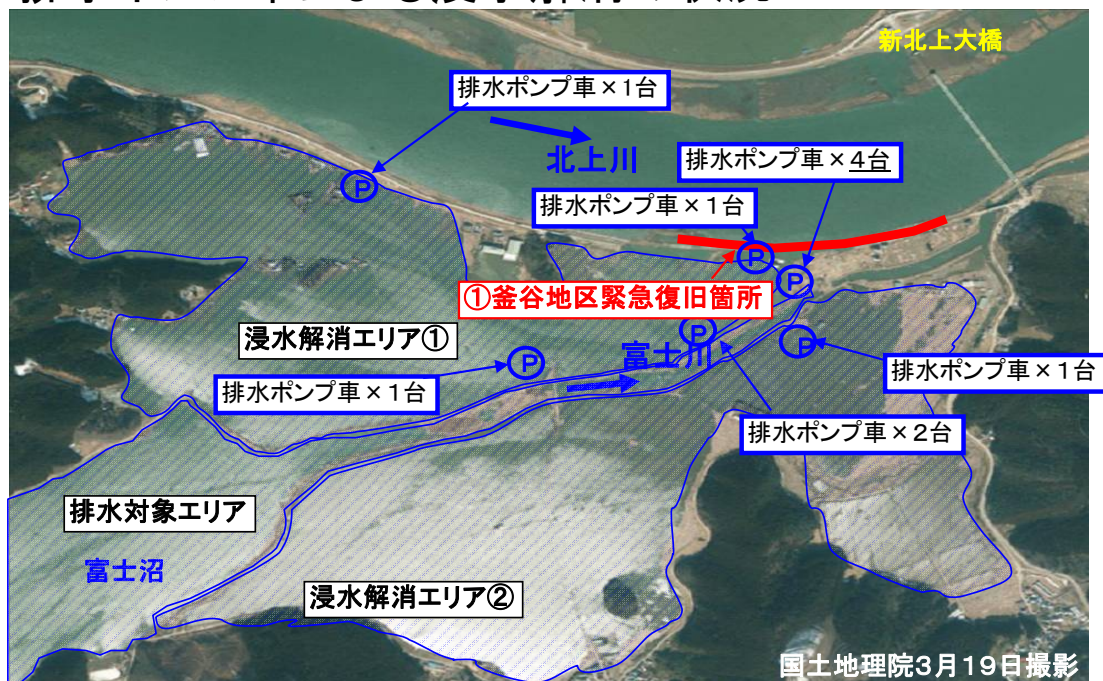 新北上大橋
排水ポンプ車×1台
北上川
排水ポンプ車×4台
排水ポンプ車×1台
P
P
P
①釜谷地区緊急復旧箇所
浸水解消エリア①
P
富士川
P
P
排水ポンプ車×1台
排水ポンプ車×1台
排水ポンプ車×2台
排水対象エリア
富士沼
浸水解消エリア②
国土地理院3月19日撮影